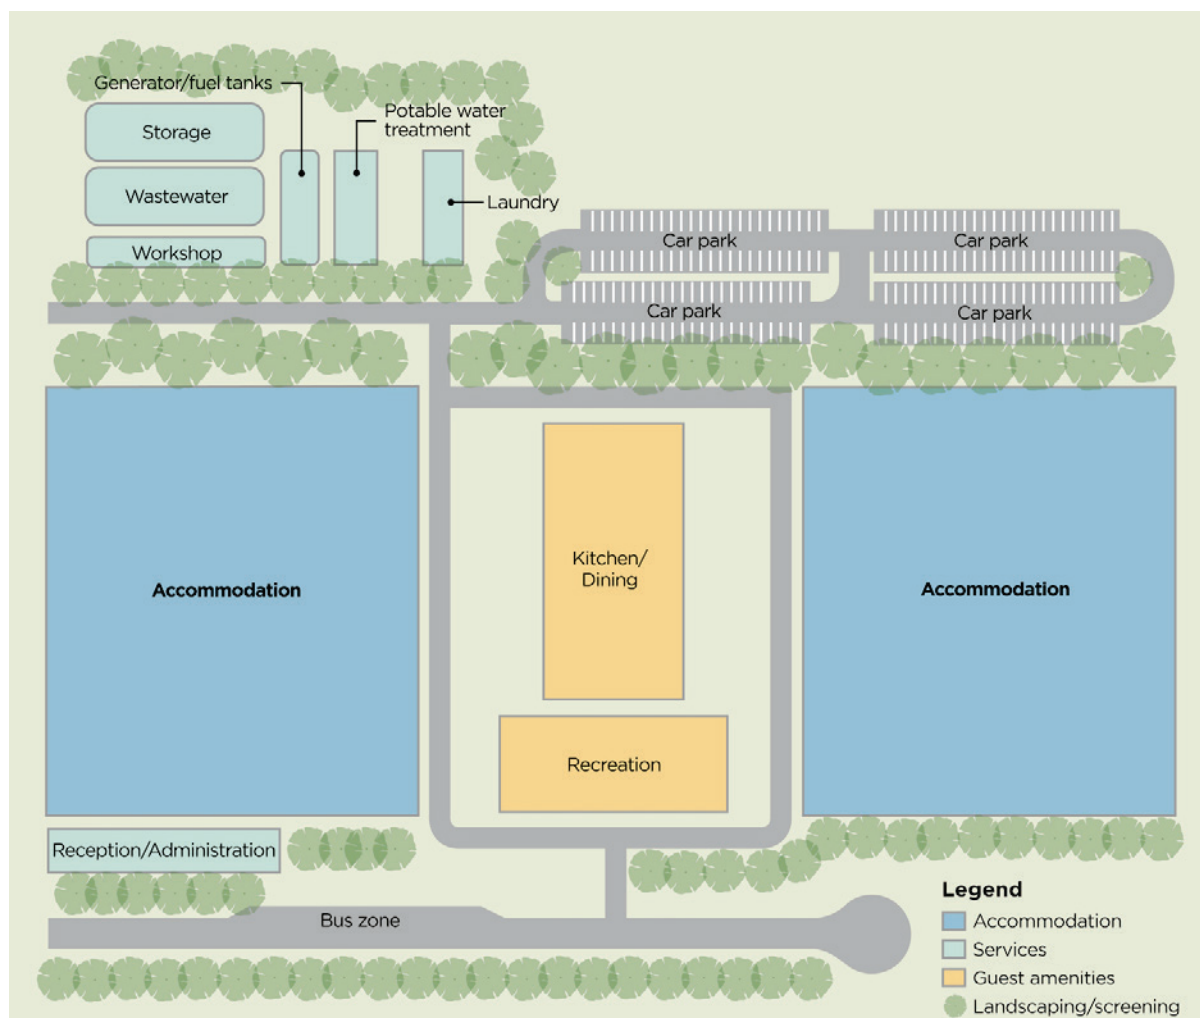 Generator/fuel tanks
Potable water
treatment
Storage
Wastewater
Laundry
Workshop
Car park
Car park
Car park
Car park
Accommodation
Kitchen/
Dining
Accommodation
Recreation
Reception/Administration
Bus zone
Legend
Accommodation
Services
Guest amenities
Landscaping/screening